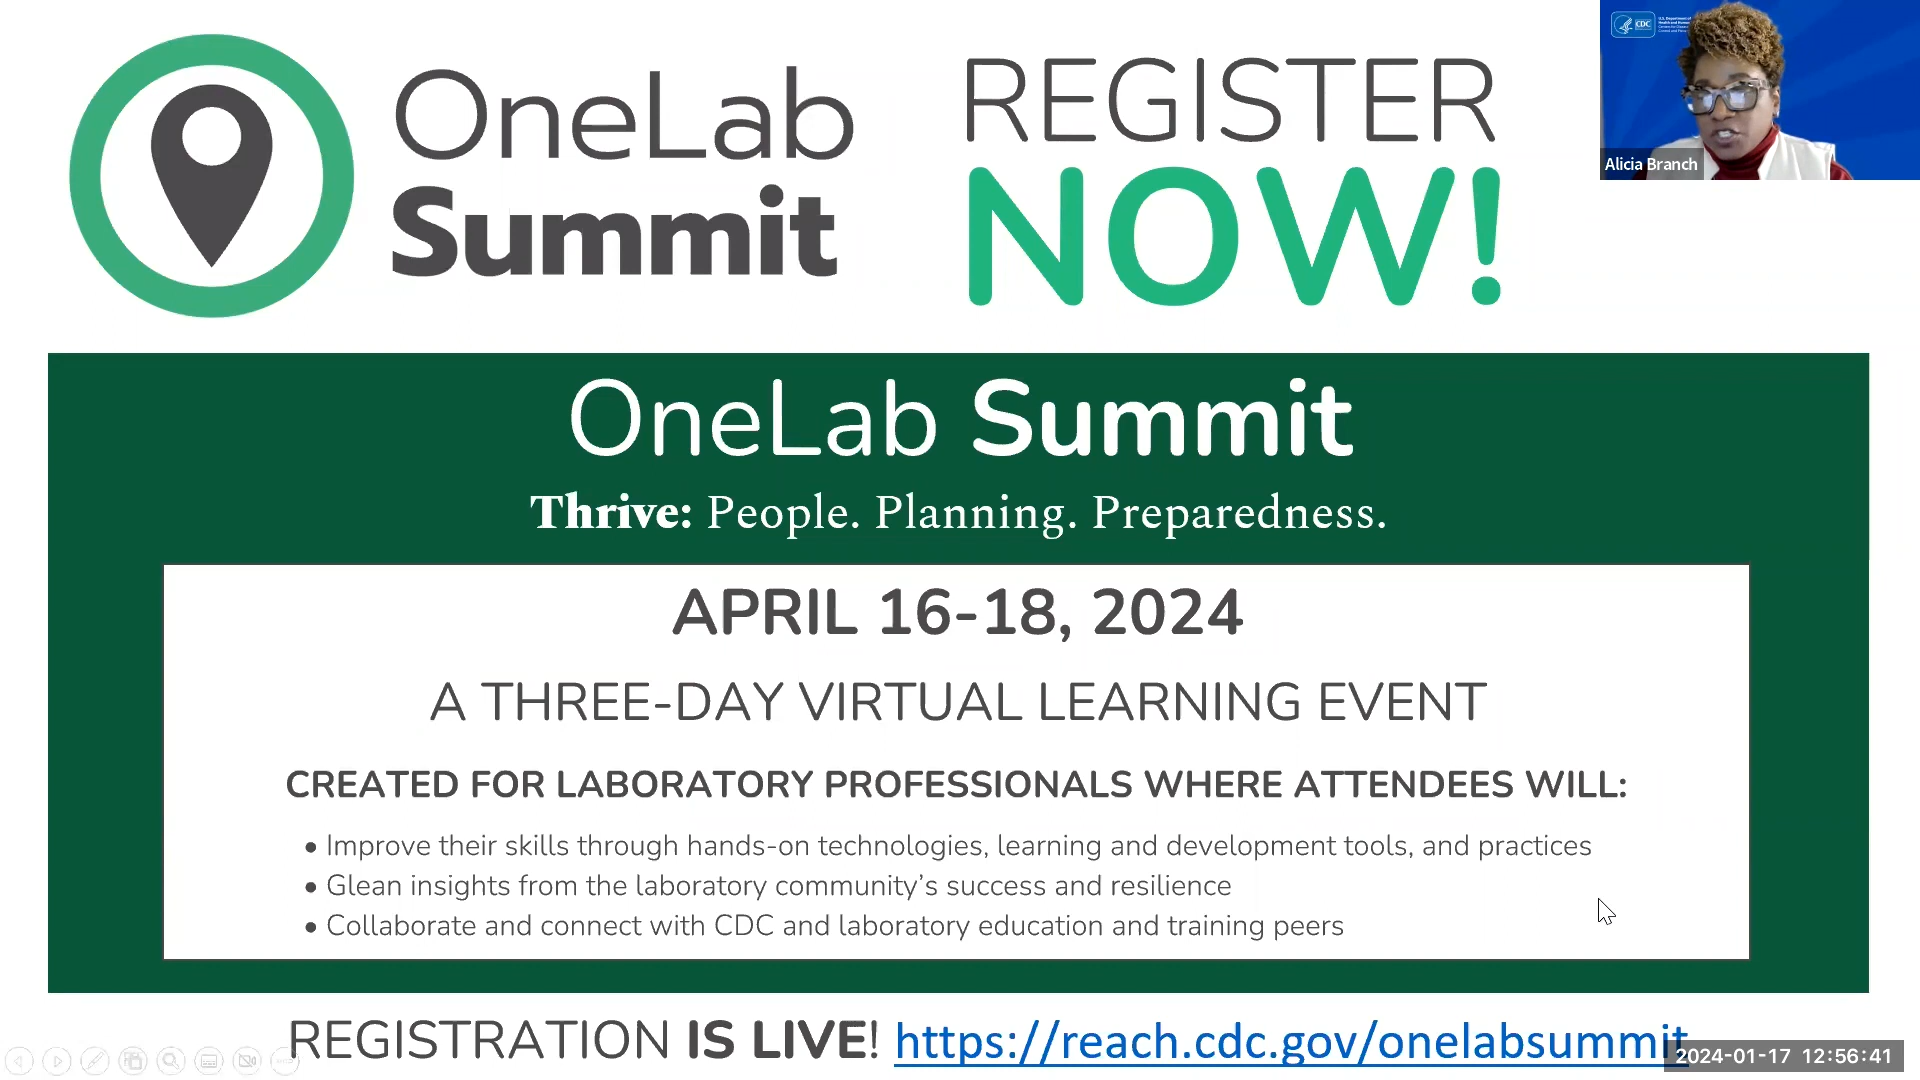 OneLab
Summit
REGISTER
NOW!
CDC
Alicia Branch
OneLab Summit
Thrive: People. Planning. Preparedness.
APRIL 16-18, 2024
A THREE-DAY VIRTUAL LEARNING EVENT
CREATED FOR LABORATORY PROFESSIONALS WHERE ATTENDEES WILL:
• Improve their skills through hands-on technologies, learning and development tools, and practices
• Glean insights from the laboratory community’s success and resilience
• Collaborate and connect with CDC and laboratory education and training peers
REGISTRATION IS LIVE! https://reach.cdc.gov/onelabsummit
2024-01-17 12:56:41